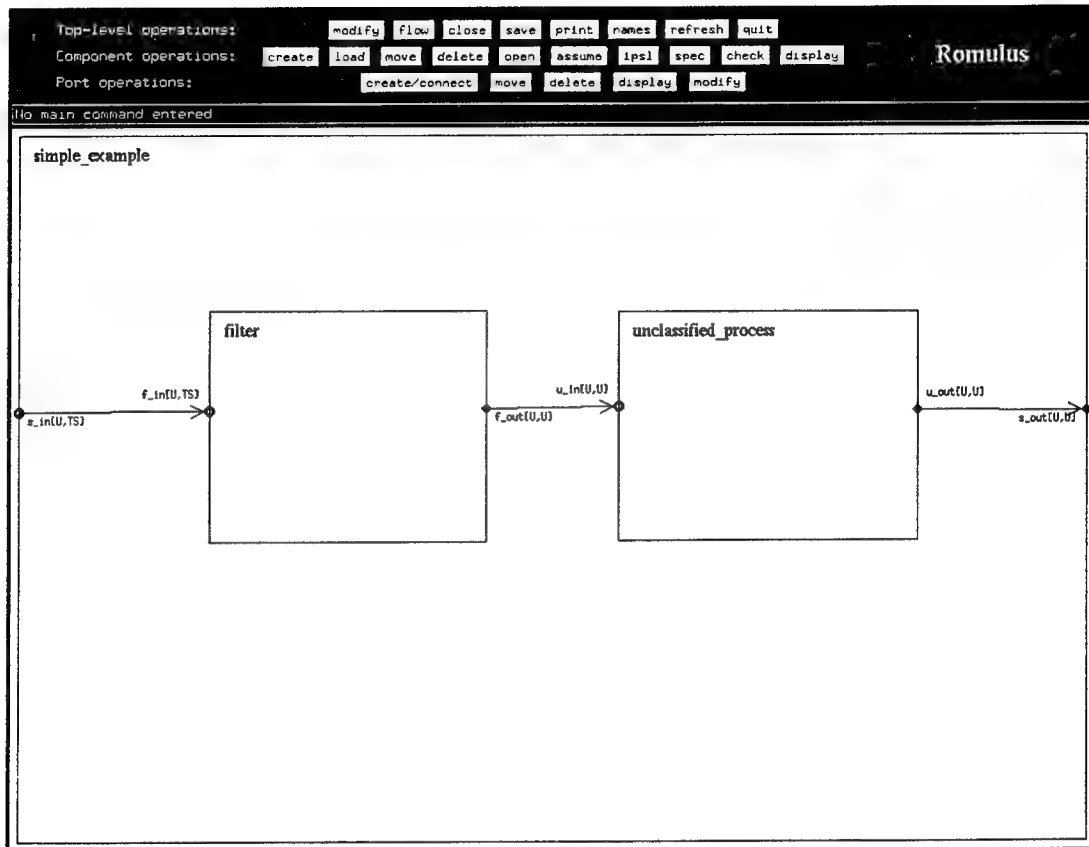 Top-level operations: modify flow close save print names refresh quit
Component operations: create load move delete open assume ipsl spec check display
Romulus
Port operations: create/connect move delete display modify
No main command entered
simple_example
filter
unclassified_process
f_in[U,TS]
u_in[U,U]
u_out[U,U]
s_in[U,TS]
f_out[U,U]
s_out[U,U]